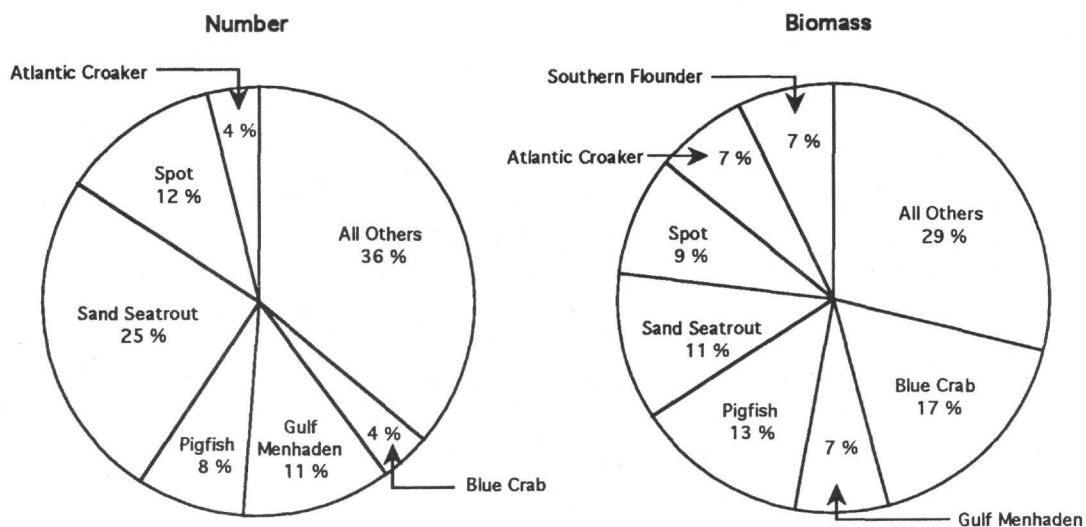 Number
Atlantic Croaker
4 %
Spot
12 %
All Others
36 %
Sand Seatrout
25 %
Pigfish
8 %
Gulf
Menhaden
11 %
4 %
Blue Crab
Biomass
Southern Flounder
7 %
Atlantic Croaker
7 %
All Others
29 %
Spot
9 %
Sand Seatrout
11 %
Blue Crab
17 %
Pigfish
13 %
7 %
Gulf Menhaden